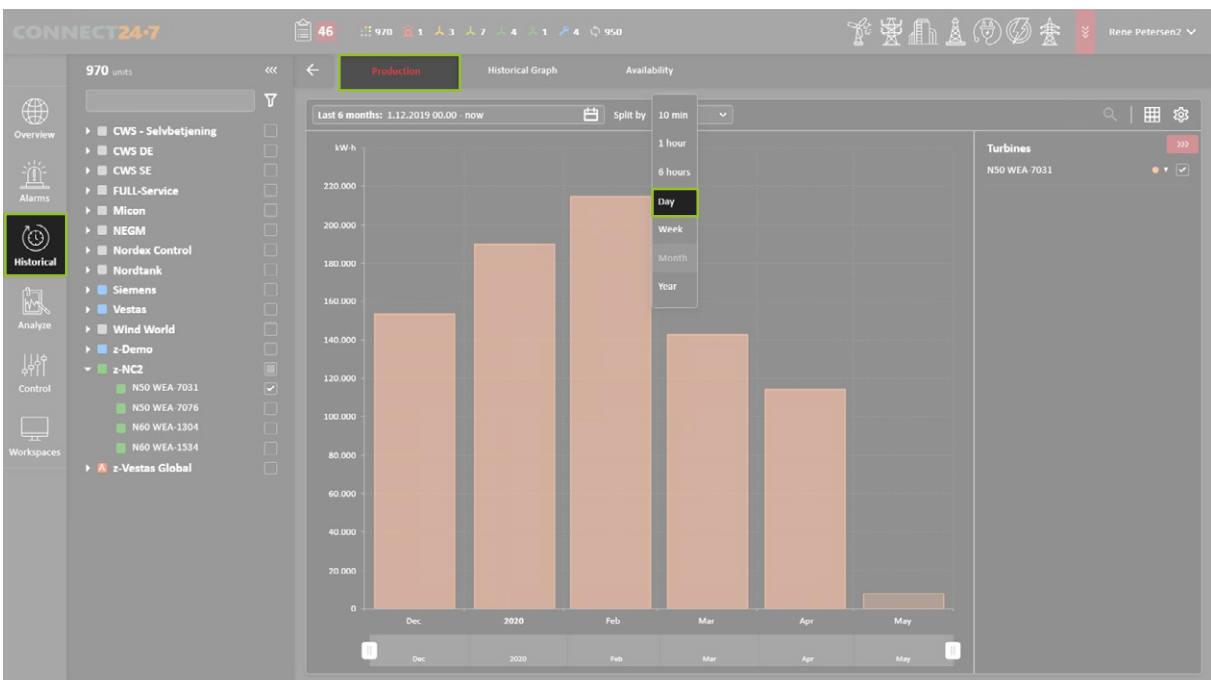 CONNECT24•7
46 970 1 3 7 4 1 4 950 Rene Petersen2
970 units
Production Historical Graph Availability
Last 6 months: 1.12.2019 00.00 - now Split by
10 min
1 hour
6 hours
Day
Week
Month
Year
Overview
Alarms
Historical
Analyze
Control
Workspaces
CWS - Selvbetjening
CWS DE
CWS SE
FULL-Service
Micon
NEGM
Nordex Control
Nordtank
Siemens
Vestas
Wind World
z-Demo
z-NC2
N50 WEA-7031
N50 WEA-7076
N60 WEA-1304
N60 WEA-1534
z-Vestas Global
kW·h
220.000
200.000
180.000
160.000
140.000
120.000
100.000
80.000
60.000
40.000
20.000
0
Dec 2020 Feb Mar Apr May
Dec 2020 Feb Mar Apr May
Turbines
N50 WEA-7031